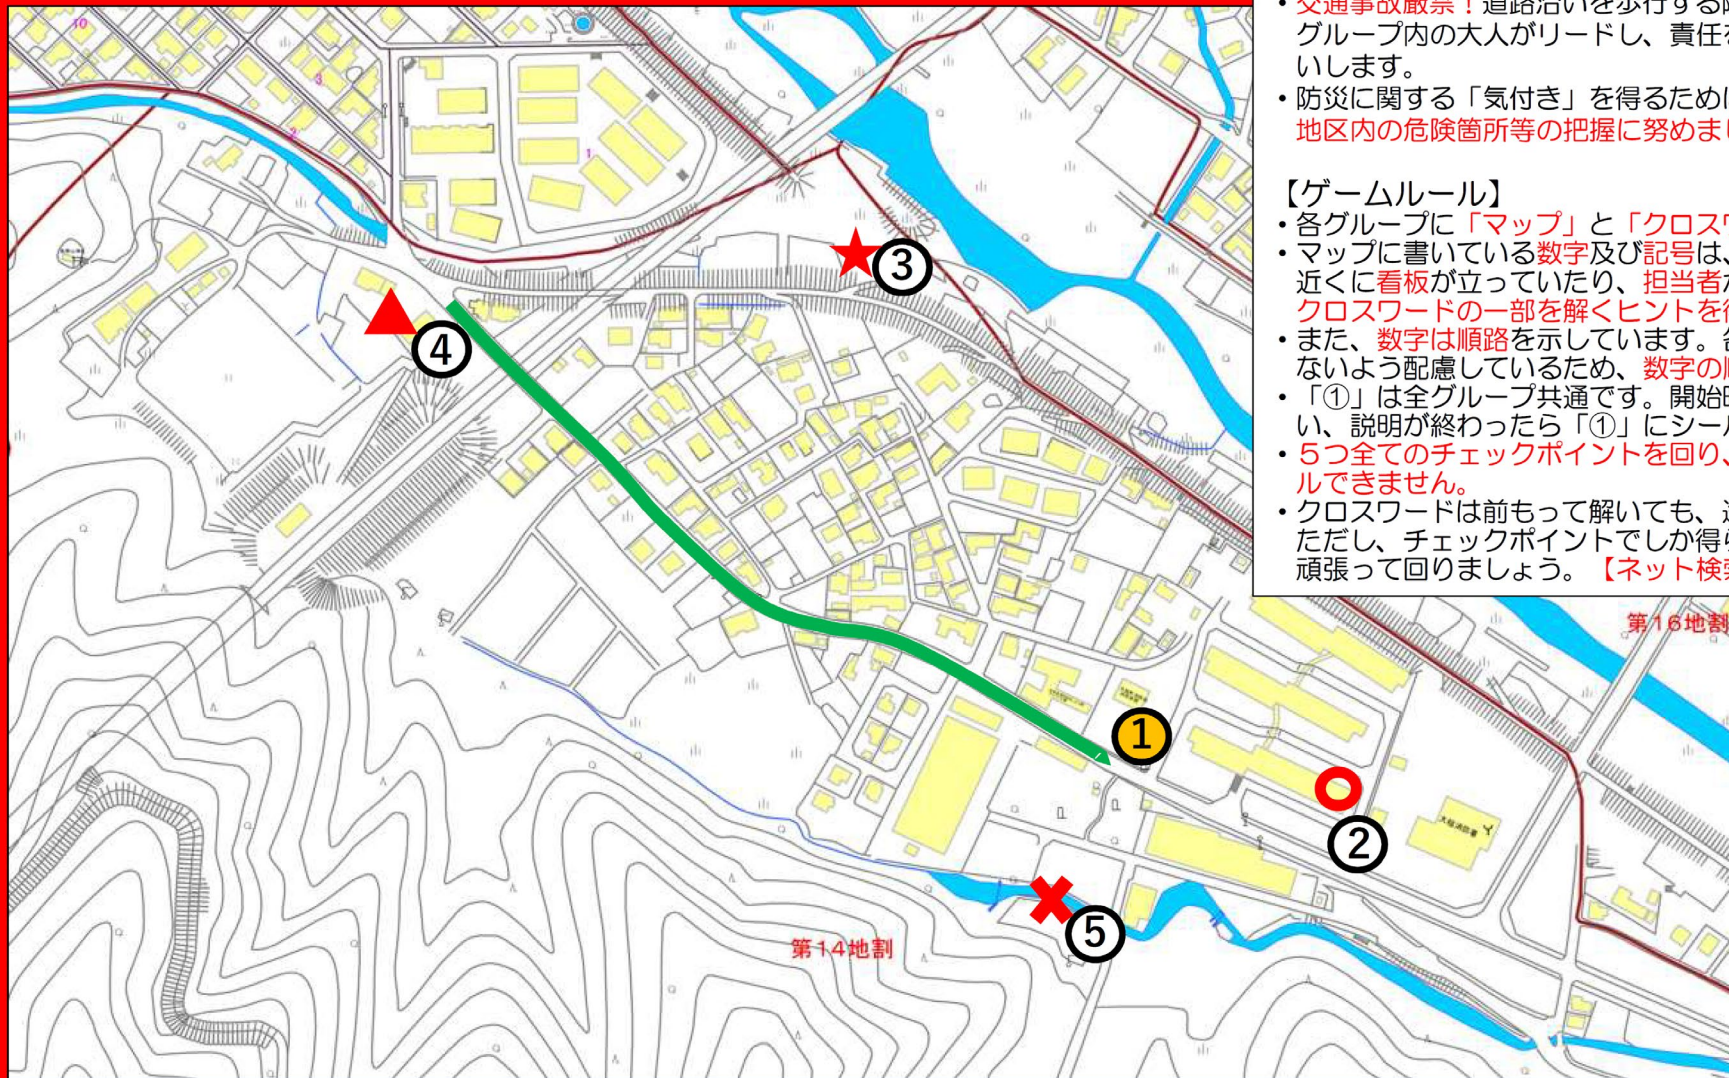 ・交通事故厳禁！道路沿いを歩行する
グループ内の大人がリードし、責任
いします。
・防災に関する「気付き」を得るため
地区内の危険箇所等の把握に努めま
【ゲームルール】
・各グループに「マップ」と「クロス
・マップに書いている数字及び記号は、
近くに看板が立っていたり、担当者
クロスワードの一部を解くヒントを
・また、数字は順路を示しています。
ないよう配慮しているため、数字の
・「①」は全グループ共通です。開始
い、説明が終わったら「①」にシー
・５つ全てのチェックポイントを回り、
ルできません。
・クロスワードは前もって解いても、
ただし、チェックポイントでしか得
頑張って回りましょう。【ネット検
10
3
2
1
③
④
①
②
⑤
第16地割
第14地割
大槌消防署